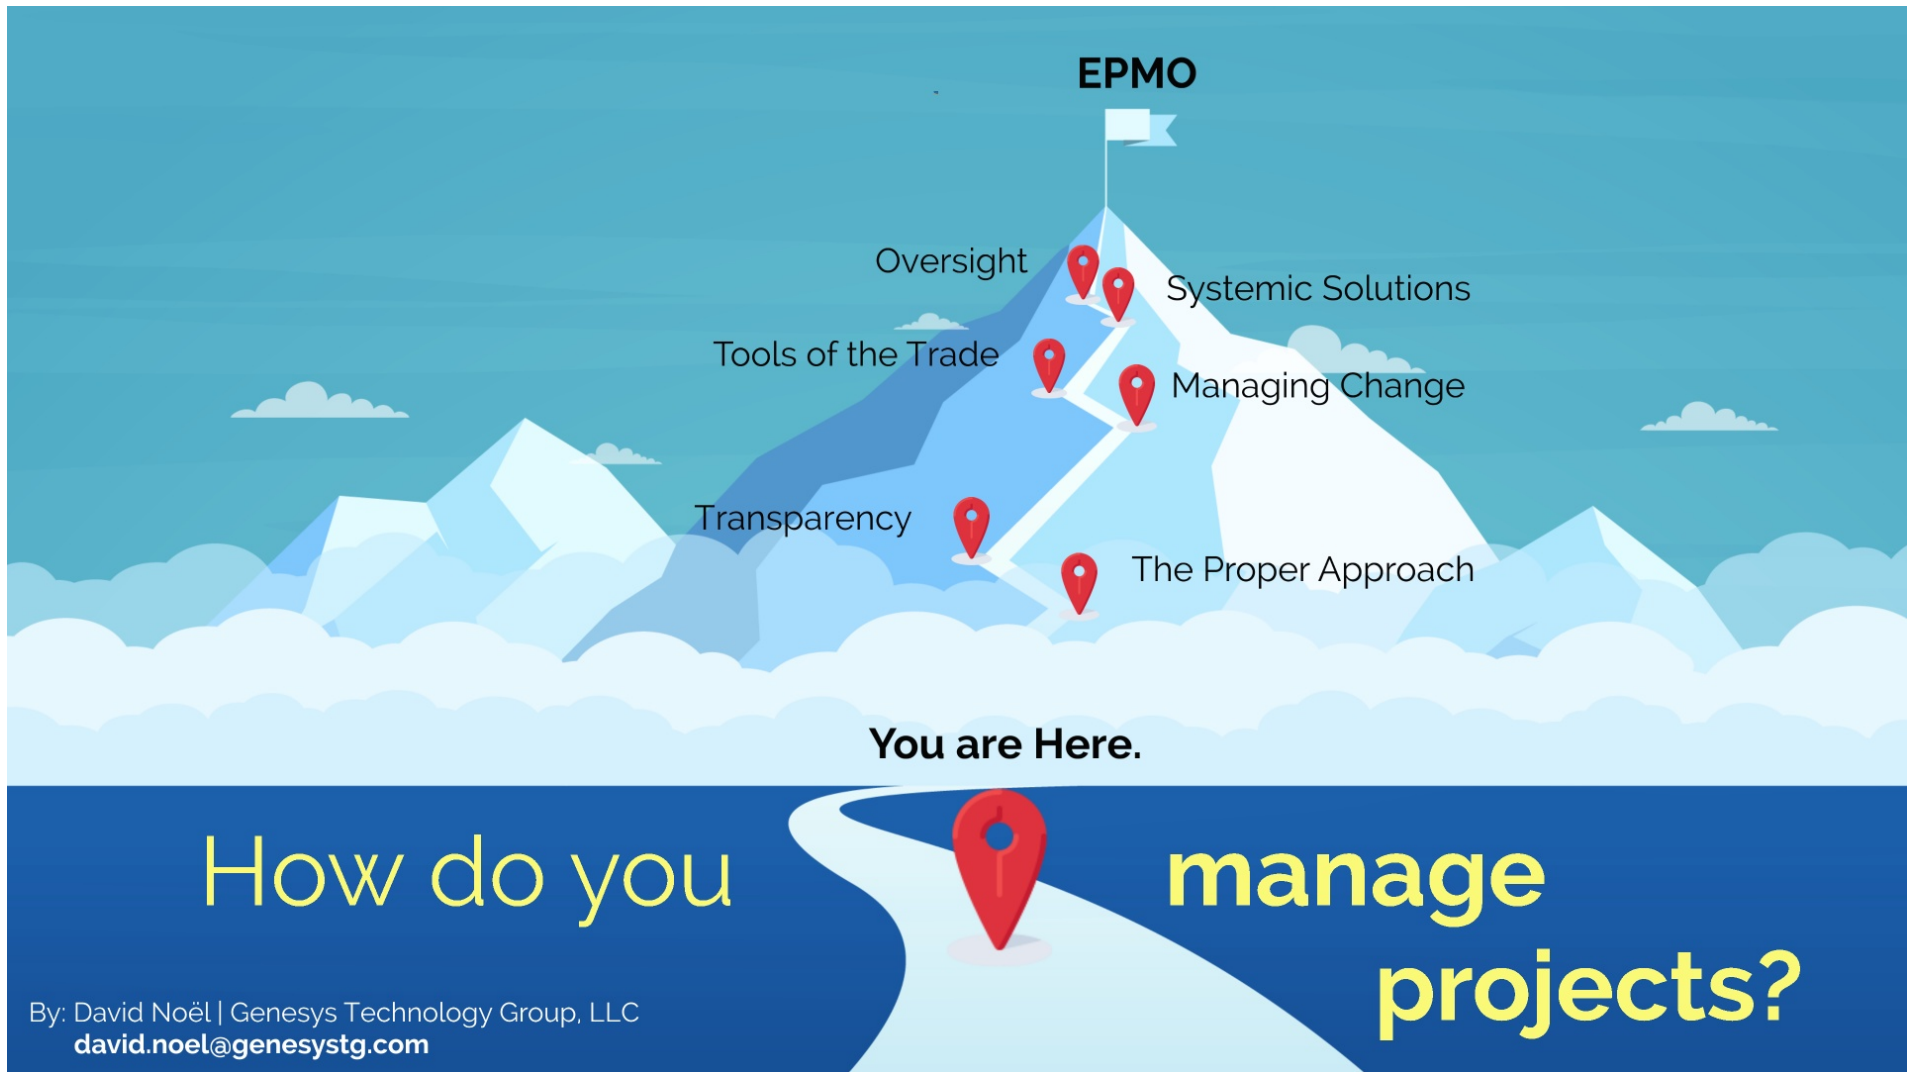 EPMO
Oversight
Systemic Solutions
Tools of the Trade
Managing Change
Transparency
The Proper Approach
You are Here.
How do you
manage
projects?
By: David Noël | Genesys Technology Group, LLC
david.noel@genesystg.com